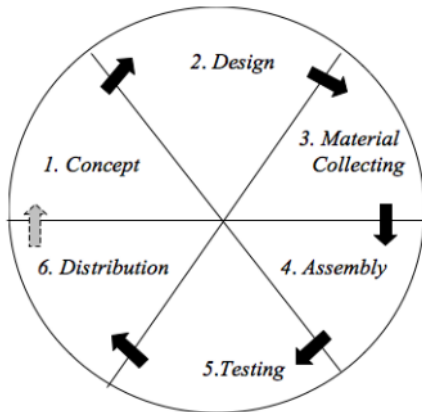 2. Design
3. Material
Collecting
1. Concept
6. Distribution
4. Assembly
5.Testing